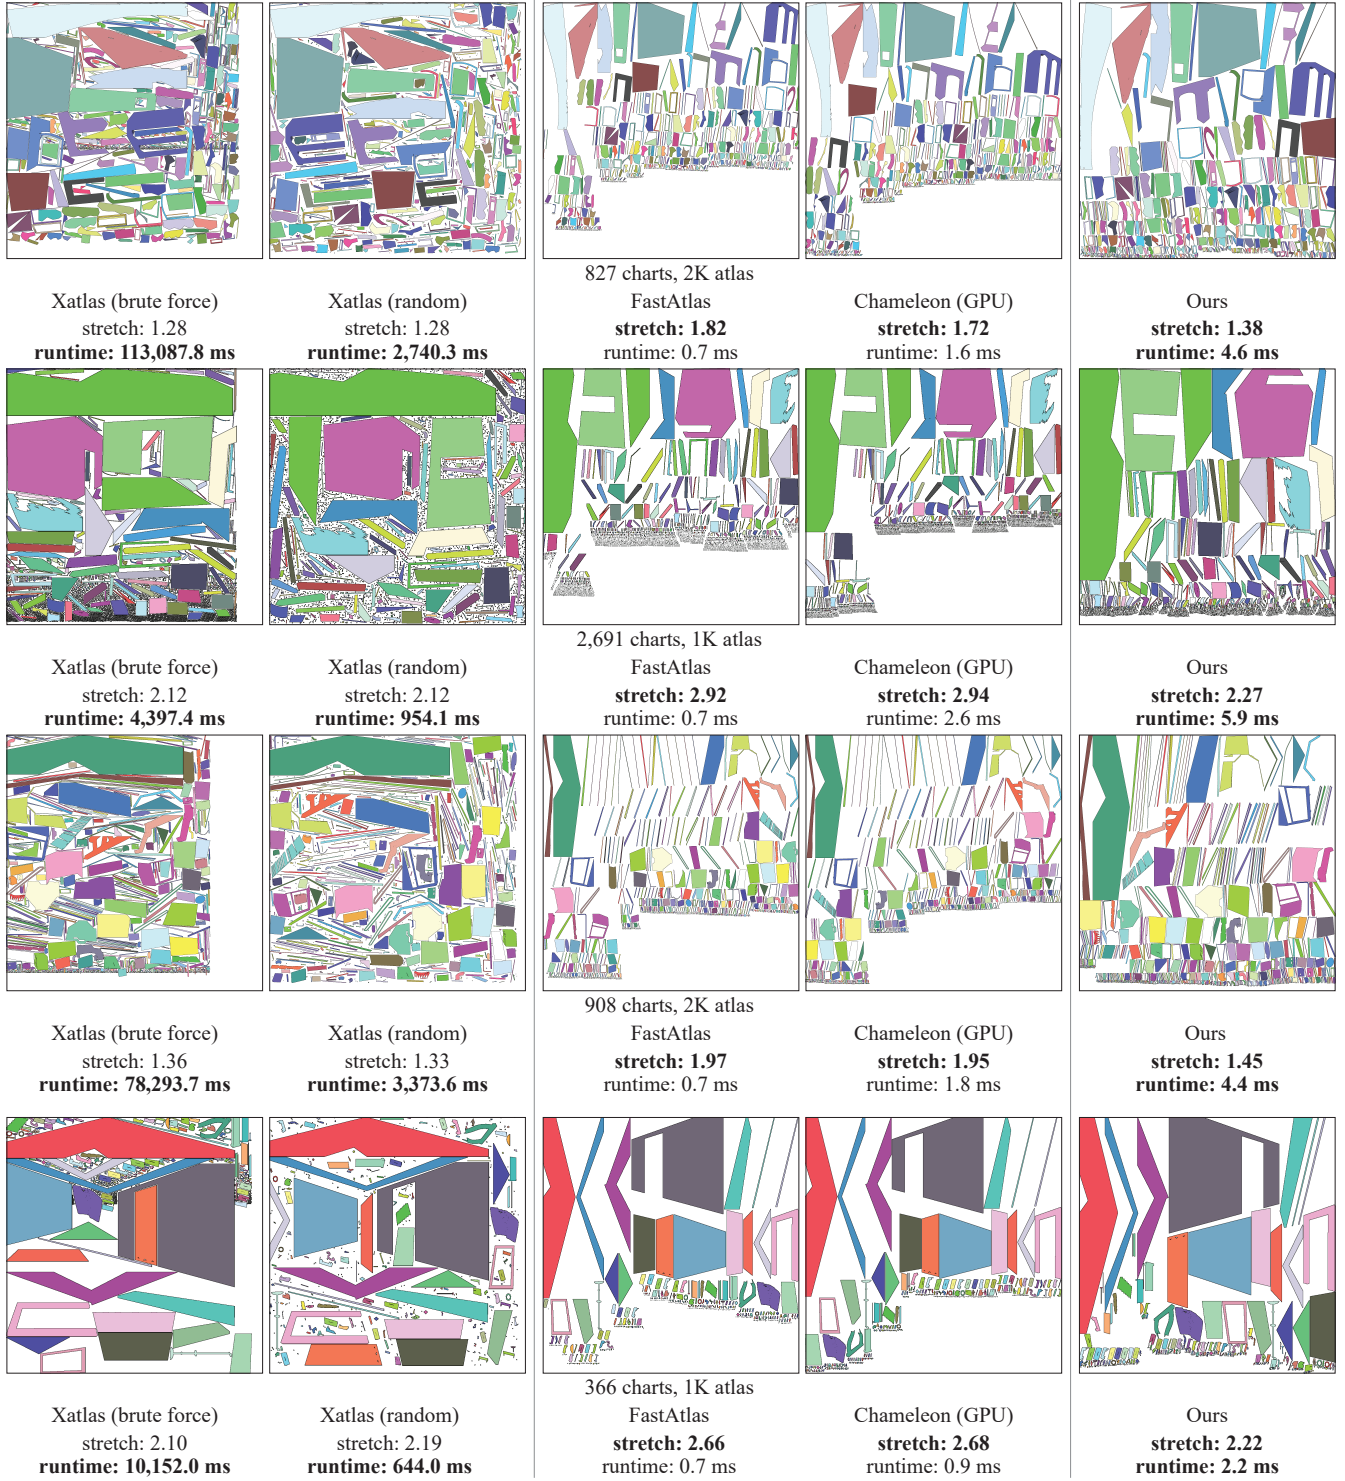 827 charts, 2K atlas
Xatlas (brute force)
stretch: 1.28
runtime: 113,087.8 ms
Xatlas (random)
stretch: 1.28
runtime: 2,740.3 ms
FastAtlas
stretch: 1.82
runtime: 0.7 ms
Chameleon (GPU)
stretch: 1.72
runtime: 1.6 ms
Ours
stretch: 1.38
runtime: 4.6 ms
2,691 charts, 1K atlas
Xatlas (brute force)
stretch: 2.12
runtime: 4,397.4 ms
Xatlas (random)
stretch: 2.12
runtime: 954.1 ms
FastAtlas
stretch: 2.92
runtime: 0.7 ms
Chameleon (GPU)
stretch: 2.94
runtime: 2.6 ms
Ours
stretch: 2.27
runtime: 5.9 ms
908 charts, 2K atlas
Xatlas (brute force)
stretch: 1.36
runtime: 78,293.7 ms
Xatlas (random)
stretch: 1.33
runtime: 3,373.6 ms
FastAtlas
stretch: 1.97
runtime: 0.7 ms
Chameleon (GPU)
stretch: 1.95
runtime: 1.8 ms
Ours
stretch: 1.45
runtime: 4.4 ms
366 charts, 1K atlas
Xatlas (brute force)
stretch: 2.10
runtime: 10,152.0 ms
Xatlas (random)
stretch: 2.19
runtime: 644.0 ms
FastAtlas
stretch: 2.66
runtime: 0.7 ms
Chameleon (GPU)
stretch: 2.68
runtime: 0.9 ms
Ours
stretch: 2.22
runtime: 2.2 ms